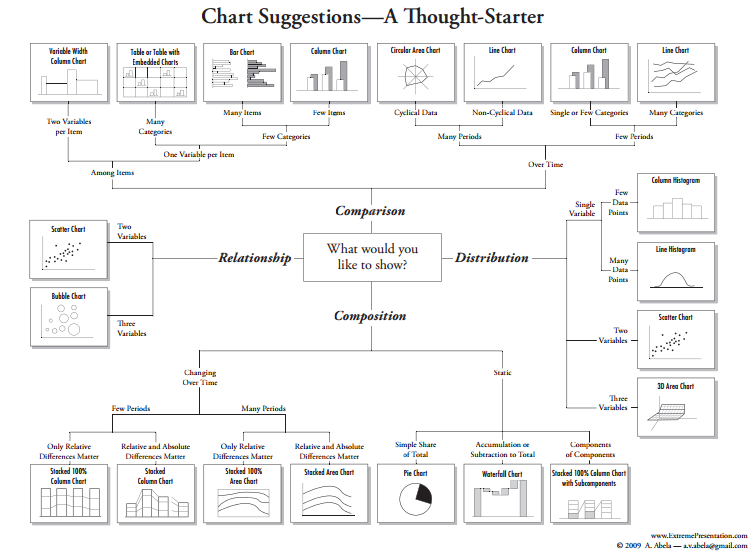 Chart Suggestions—A Thought-Starter
Variable Width
Column Chart
Table or Table with
Embedded Charts
Bar Chart
Column Chart
Circular Area Chart
Line Chart
Column Chart
Line Chart
Two Variables
per Item
Many
Categories
Many Items
Few Items
Cyclical Data
Non-Cyclical Data
Single or Few Categories
Many Categories
Few Categories
Many Periods
Few Periods
One Variable per Item
Among Items
Over Time
Comparison
What would you
like to show?
Relationship
Distribution
Composition
Scatter Chart
Two
Variables
Bubble Chart
Three
Variables
Single
Variable
Few
Data
Points
Column Histogram
Many
Data
Points
Line Histogram
Two
Variables
Scatter Chart
Three
Variables
3D Area Chart
Changing
Over Time
Static
Few Periods
Many Periods
Only Relative
Differences Matter
Relative and Absolute
Differences Matter
Only Relative
Differences Matter
Relative and Absolute
Differences Matter
Simple Share
of Total
Accumulation or
Subtraction to Total
Components
of Components
Stacked 100%
Column Chart
Stacked
Column Chart
Stacked 100%
Area Chart
Stacked Area Chart
Pie Chart
Waterfall Chart
Stacked 100% Column Chart
with Subcomponents
www.ExtremePresentation.com
© 2009 A. Abela — a.v.abela@gmail.com